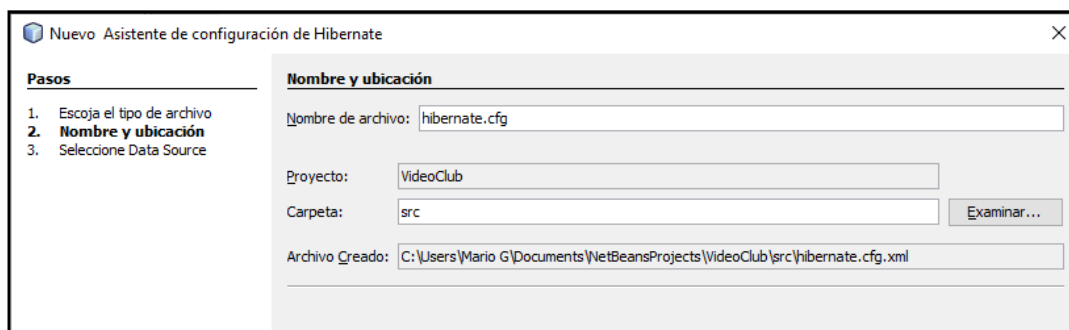 Nuevo Asistente de configuración de Hibernate
Pasos
1. Escoja el tipo de archivo
2. Nombre y ubicación
3. Seleccione Data Source
Nombre y ubicación
Nombre de archivo: hibernate.cfg
Proyecto: VideoClub
Carpeta: src Examinar...
Archivo Creado: C:\Users\Mario G\Documents\NetBeansProjects\VideoClub\src\hibernate.cfg.xml